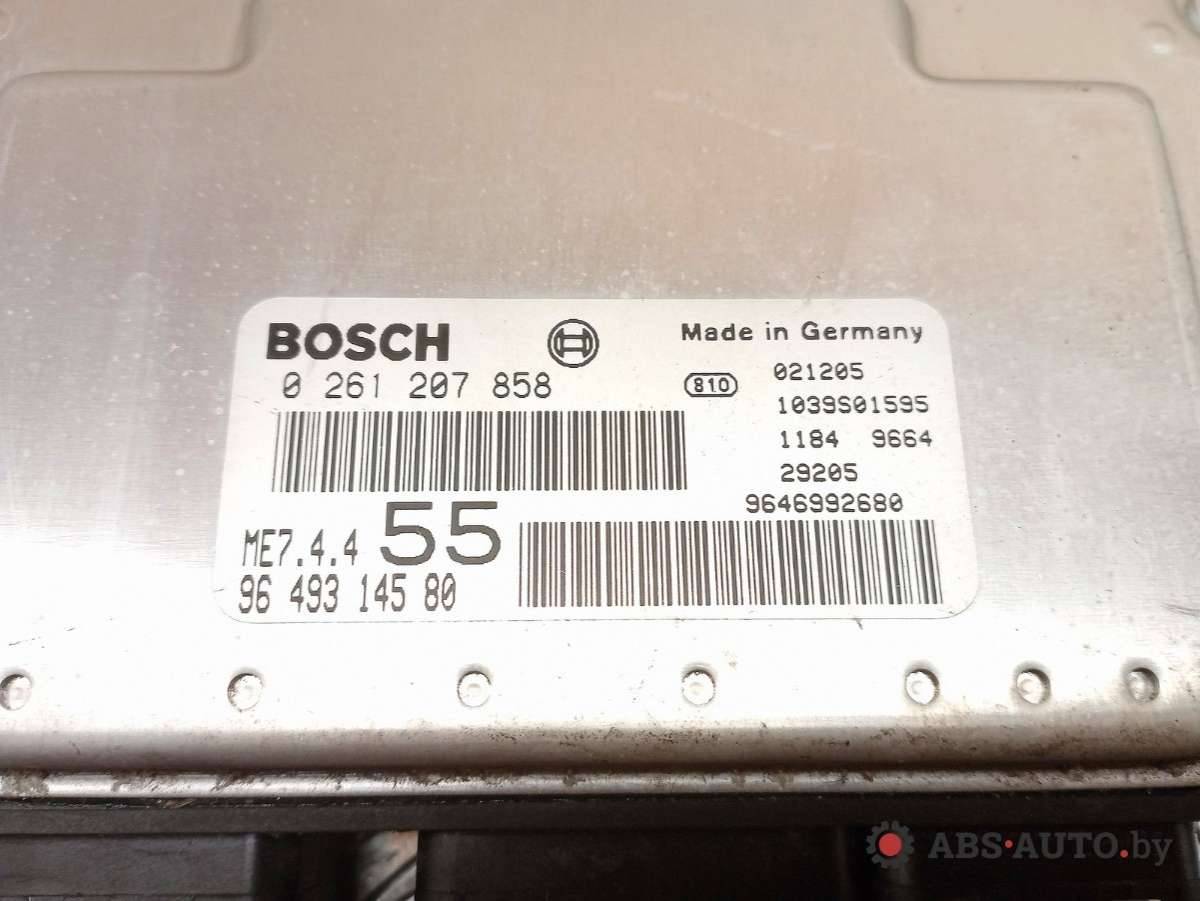 BOSCH
Made in Germany
0 261 207 858
810
021205
1039S01595
1184 9664
29205
9646992680
ME7.4.4 55
96 493 145 80
ABS·AUTO.by